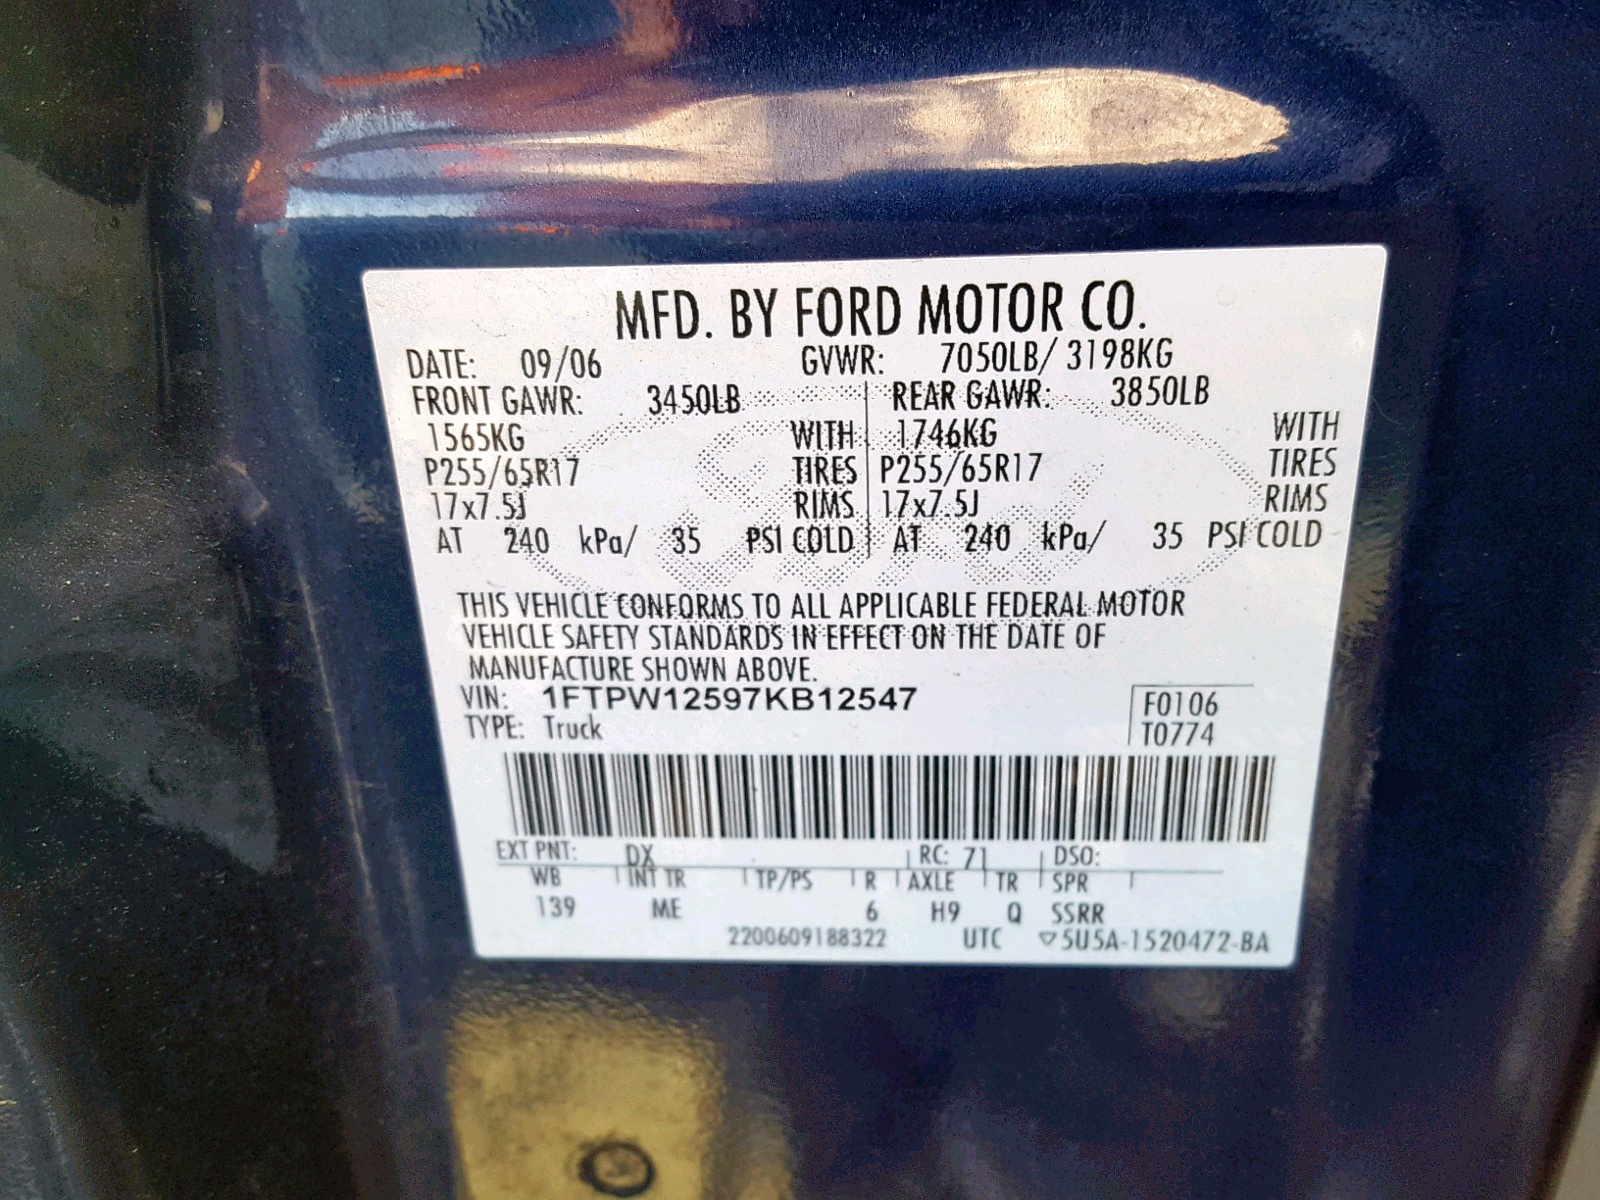 MFD. BY FORD MOTOR CO.
DATE: 09/06 GVWR: 7050LB/ 3198KG
FRONT GAWR: 3450LB REAR GAWR: 3850LB
1565KG WITH 1746KG WITH
P255/65R17 TIRES P255/65R17 TIRES
17x7.5J RIMS 17x7.5J RIMS
AT 240 kPa/ 35 PSI COLD AT 240 kPa/ 35 PSI COLD
THIS VEHICLE CONFORMS TO ALL APPLICABLE FEDERAL MOTOR
VEHICLE SAFETY STANDARDS IN EFFECT ON THE DATE OF
MANUFACTURE SHOWN ABOVE.
VIN: 1FTPW12597KB12547 F0106
TYPE: Truck T0774
EXT PNT: DX RC: 71 DSO:
WB INT TR TP/PS R AXLE TR SPR
139 ME 6 H9 Q SSRR
2200609188322 UTC ▽5U5A-1520472-BA